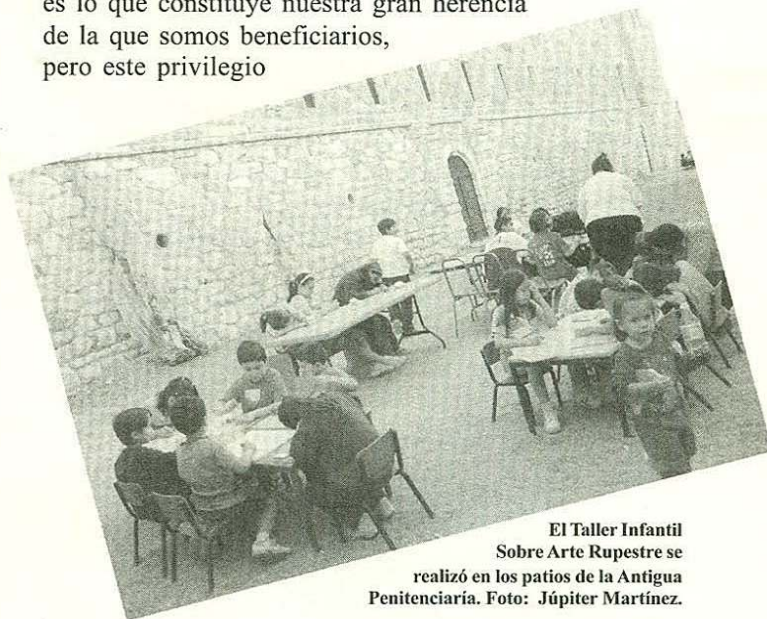 es lo que constituye nuestra gran herencia
de la que somos beneficiarios,
pero este privilegio
El Taller Infantil
Sobre Arte Rupestre se
realizó en los patios de la Antigua
Penitenciaría. Foto: Júpiter Martínez.